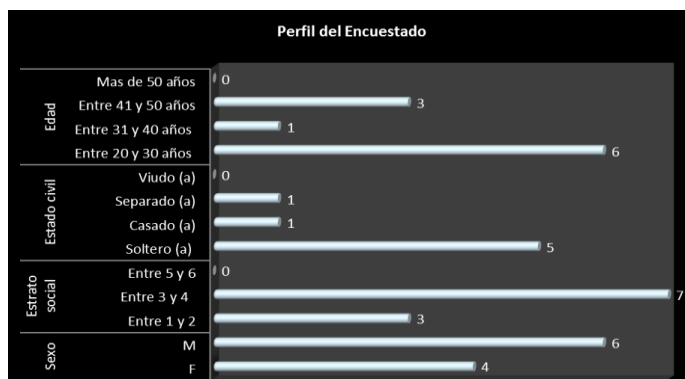 Perfil del Encuestado
Edad
Mas de 50 años 0
Entre 41 y 50 años 3
Entre 31 y 40 años 1
Entre 20 y 30 años 6
Estado civil
Viudo (a) 0
Separado (a) 1
Casado (a) 1
Soltero (a) 5
Estrato
social
Entre 5 y 6 0
Entre 3 y 4 7
Entre 1 y 2 3
Sexo
M 6
F 4